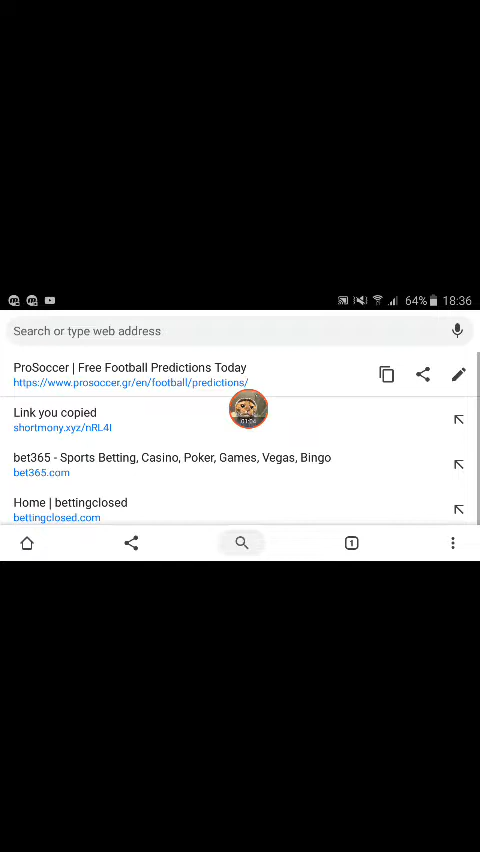 64% 18:36
Search or type web address
ProSoccer | Free Football Predictions Today
https://www.prosoccer.gr/en/football/predictions/
01:04
Link you copied
shortmony.xyz/nRL4I
bet365 - Sports Betting, Casino, Poker, Games, Vegas, Bingo
bet365.com
Home | bettingclosed
bettingclosed.com
1